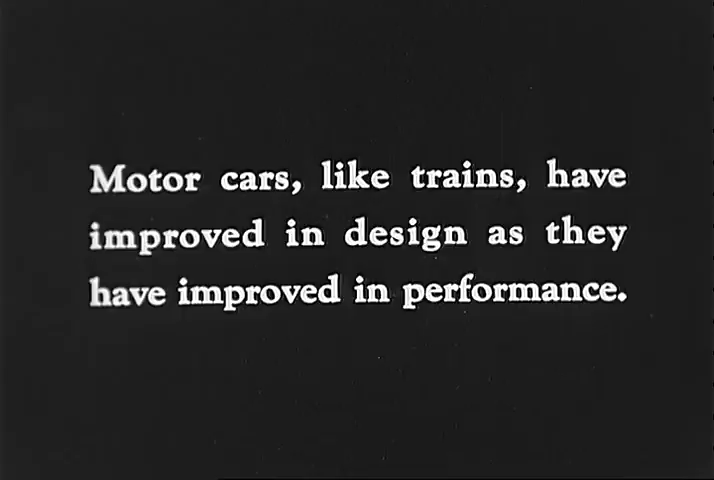 Motor cars, like trains, have
improved in design as they
have improved in performance.